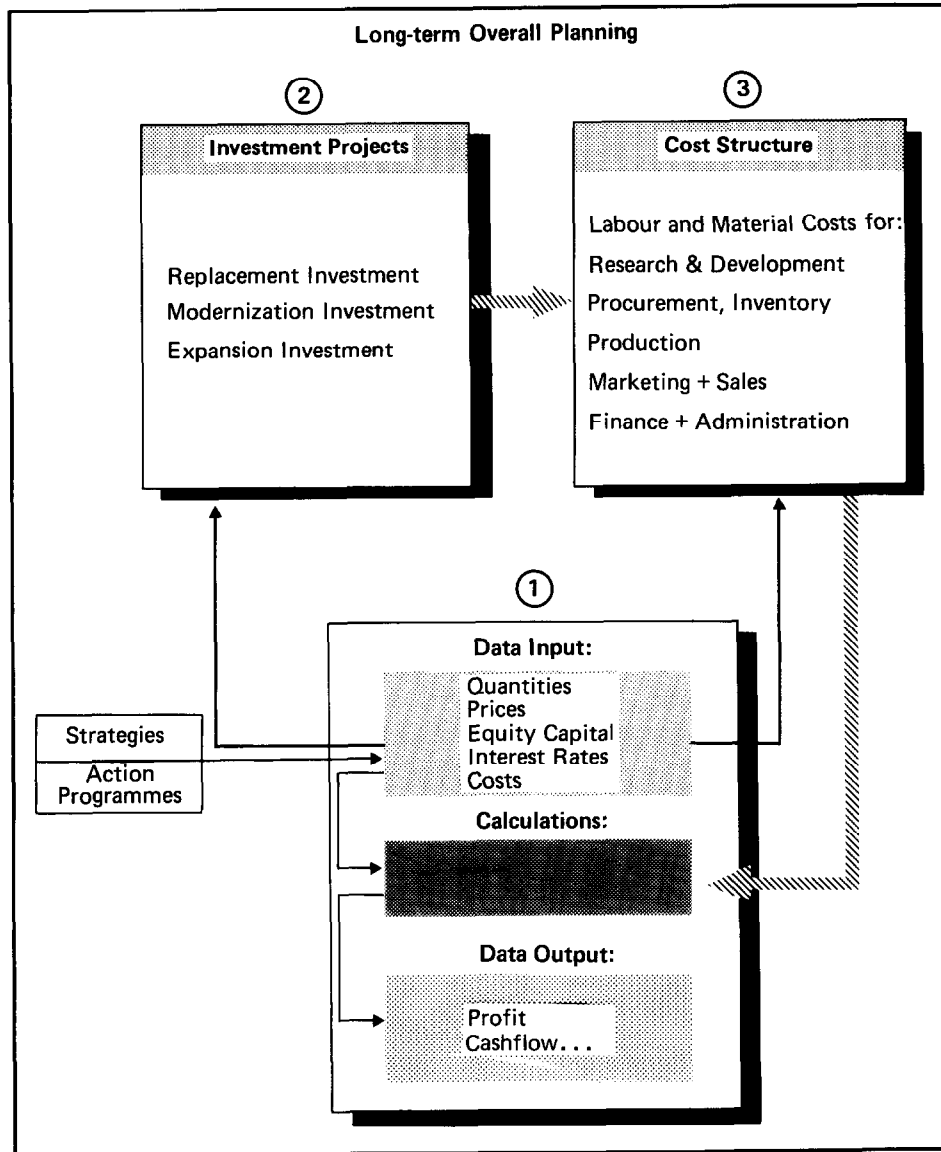 Long-term Overall Planning
2
Investment Projects
Replacement Investment
Modernization Investment
Expansion Investment
3
Cost Structure
Labour and Material Costs for:
Research & Development
Procurement, Inventory
Production
Marketing + Sales
Finance + Administration
1
Data Input:
Quantities
Prices
Equity Capital
Interest Rates
Costs
Strategies
Action
Programmes
Calculations:
Data Output:
Profit
Cashflow...